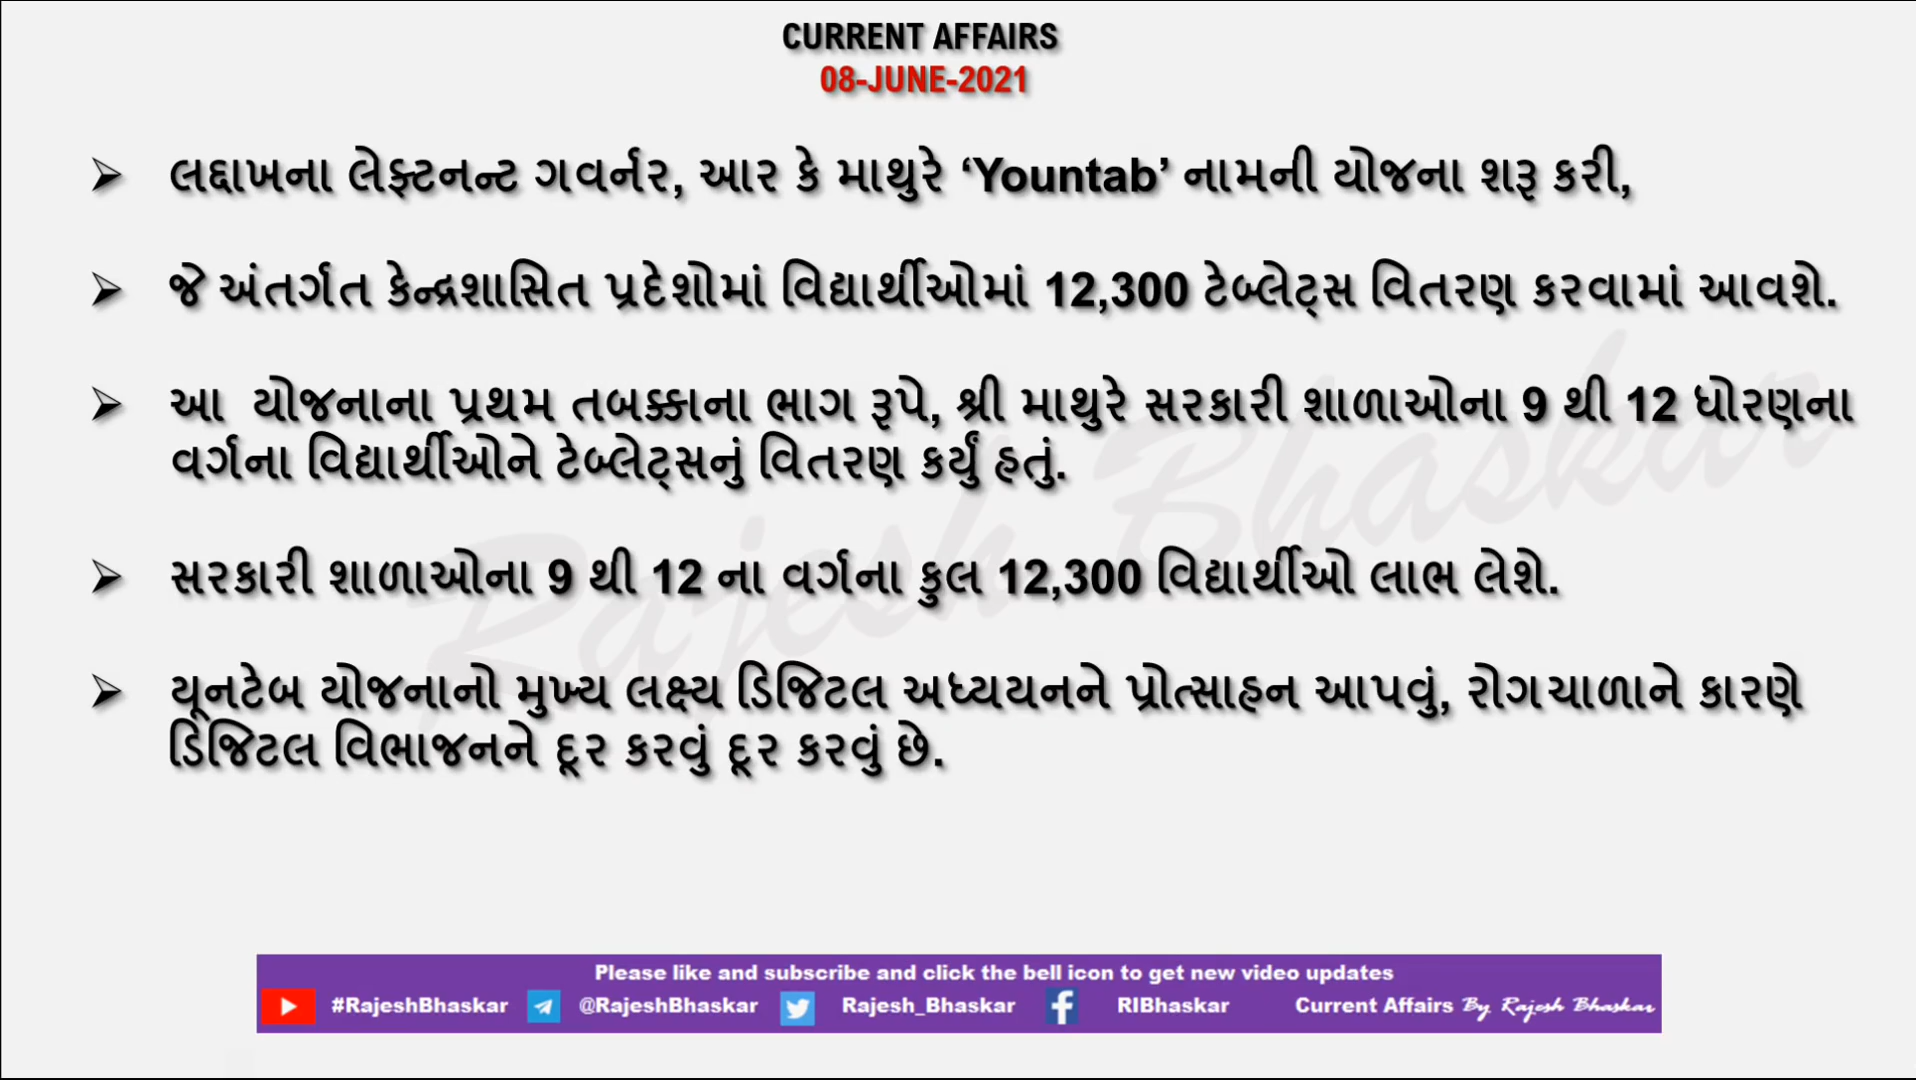 CURRENT AFFAIRS
08-JUNE-2021
➢ લદ્દાખના લેફ્ટનન્ટ ગવર્નર, આર કે માથુરે ‘Yountab’ નામની યોજના શરૂ કરી,
➢ જે અંતર્ગત કેન્દ્રશાસિત પ્રદેશોમાં વિદ્યાર્થીઓમાં 12,300 ટેબ્લેટ્સ વિતરણ કરવામાં આવશે.
➢ આ યોજનાના પ્રથમ તબક્કાના ભાગ રૂપે, શ્રી માથુરે સરકારી શાળાઓના 9 થી 12 ધોરણના
વર્ગના વિદ્યાર્થીઓને ટેબ્લેટ્સનું વિતરણ કર્યું હતું.
➢ સરકારી શાળાઓના 9 થી 12 ના વર્ગના કુલ 12,300 વિદ્યાર્થીઓ લાભ લેશે.
➢ યૂનટેબ યોજનાનો મુખ્ય લક્ષ્ય ડિજિટલ અધ્યયનને પ્રોત્સાહન આપવું, રોગચાળાને કારણે
ડિજિટલ વિભાજનને દૂર કરવું દૂર કરવું છે.
Rajesh Bhaskar
Please like and subscribe and click the bell icon to get new video updates
#RajeshBhaskar @RajeshBhaskar Rajesh_Bhaskar RIBhaskar Current Affairs By Rajesh Bhaskar